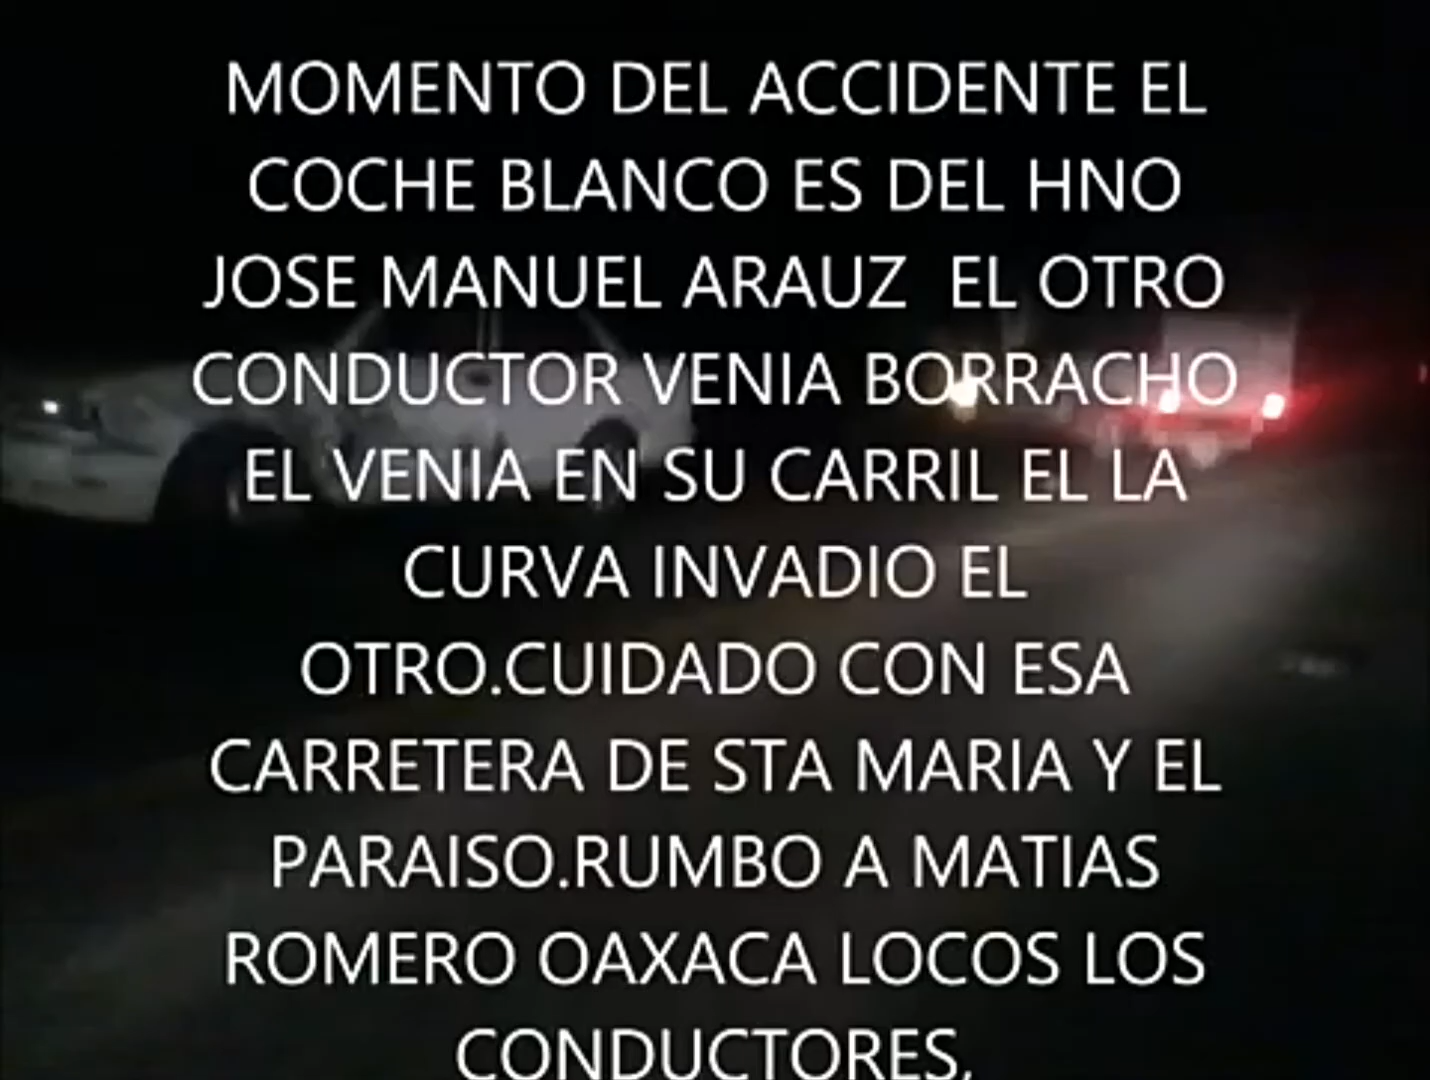 MOMENTO DEL ACCIDENTE EL
COCHE BLANCO ES DEL HNO
JOSE MANUEL ARAUZ  EL OTRO
CONDUCTOR VENIA BORRACHO
EL VENIA EN SU CARRIL EL LA
CURVA INVADIO EL
OTRO.CUIDADO CON ESA
CARRETERA DE STA MARIA Y EL
PARAISO.RUMBO A MATIAS
ROMERO OAXACA LOCOS LOS
CONDUCTORES,